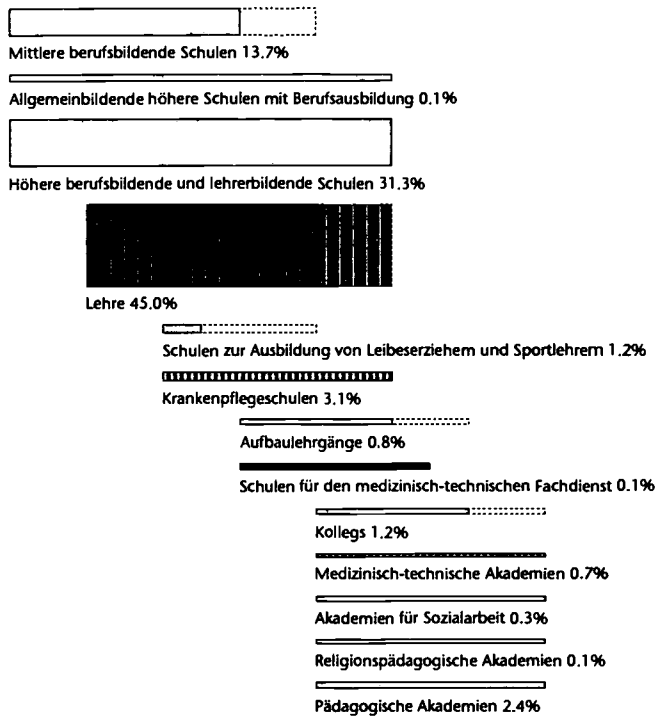 Mittlere berufsbildende Schulen 13.7%
Allgemeinbildende höhere Schulen mit Berufsausbildung 0.1%
Höhere berufsbildende und lehrerbildende Schulen 31.3%
Lehre 45.0%
Schulen zur Ausbildung von Leibeserziehern und Sportlehrern 1.2%
Krankenpflegeschulen 3.1%
Aufbaulehrgänge 0.8%
Schulen für den medizinisch-technischen Fachdienst 0.1%
Kollegs 1.2%
Medizinisch-technische Akademien 0.7%
Akademien für Sozialarbeit 0.3%
Religionspädagogische Akademien 0.1%
Pädagogische Akademien 2.4%